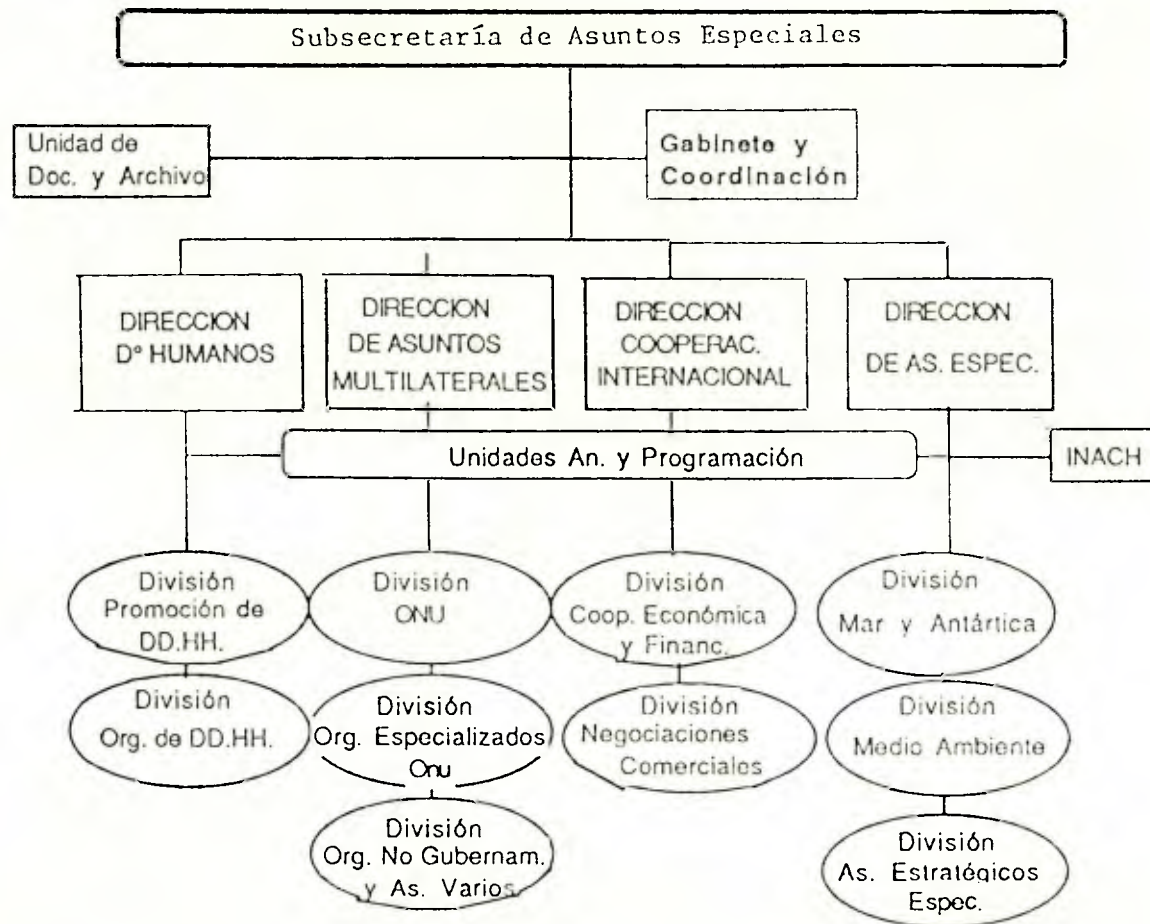 Subsecretaría de Asuntos Especiales
Unidad de
Doc. y Archivo
Gabinete y
Coordinación
DIRECCION
Dº HUMANOS
DIRECCION
DE ASUNTOS
MULTILATERALES
DIRECCION
COOPERAC.
INTERNACIONAL
DIRECCION
DE AS. ESPEC.
Unidades An. y Programación
INACH
División
Promoción de
DD.HH.
División
ONU
División
Coop. Económica
y Financ.
División
Mar y Antártica
División
Org. de DD.HH.
División
Org. Especializados
Onu
División
Negociaciones
Comerciales
División
Medio Ambiente
División
Org. No Gubernam.
y As. Varios
División
As. Estratégicos
Espec.